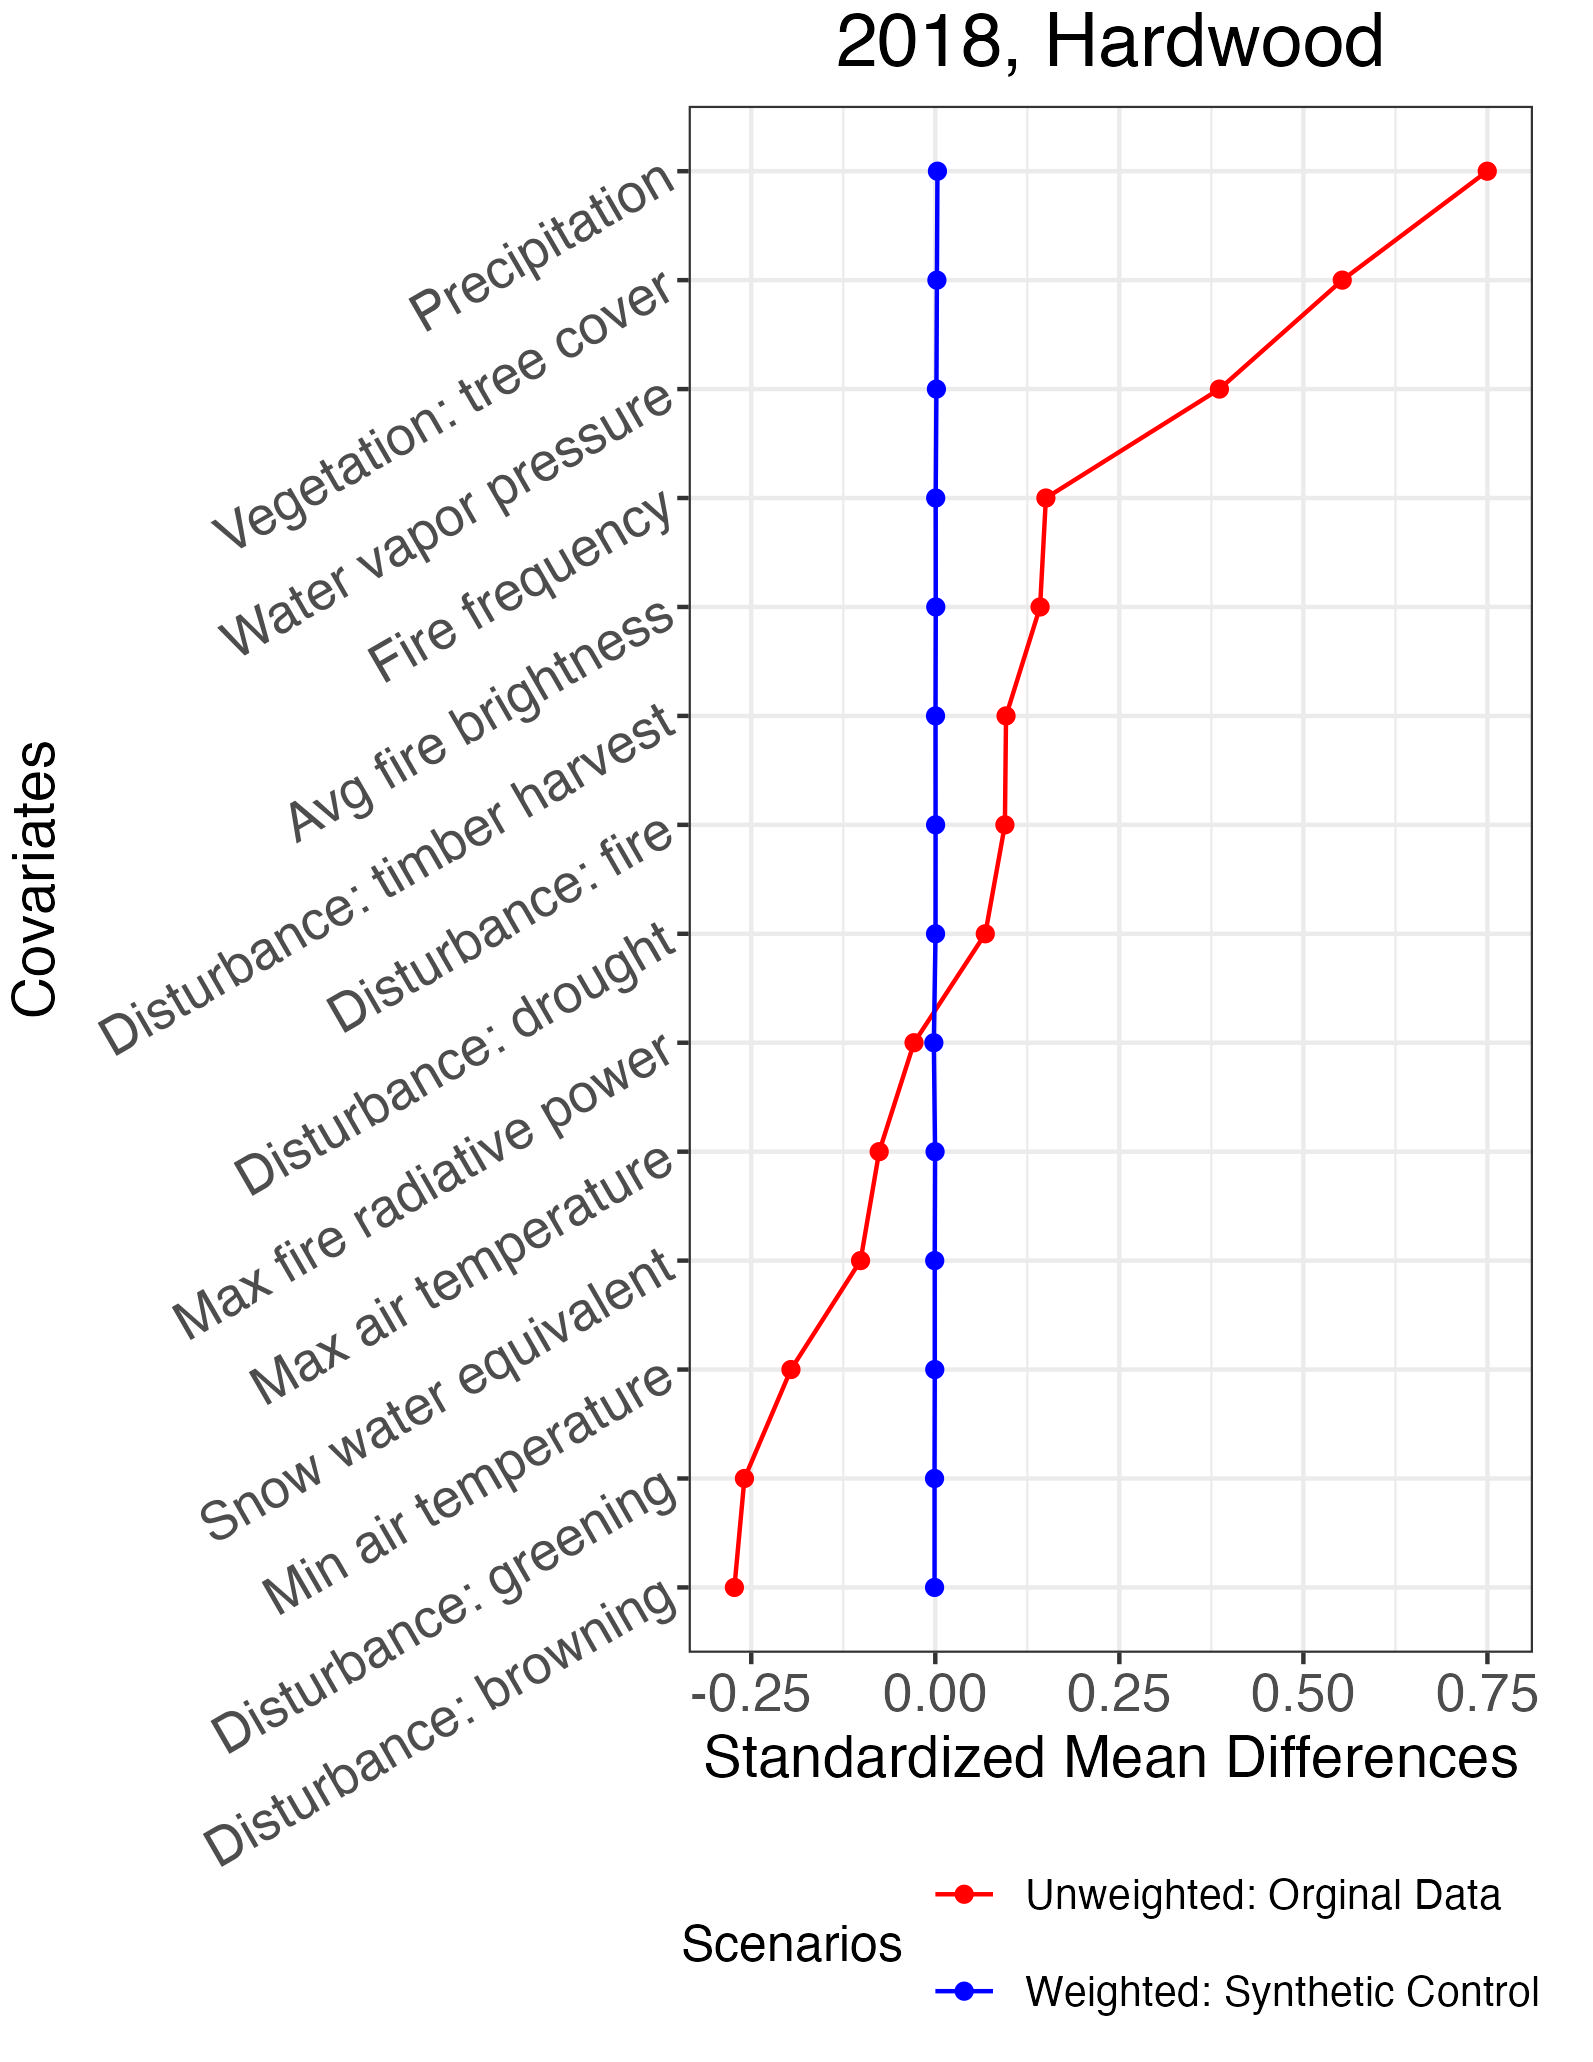 2018, Hardwood
Covariates
Precipitation
Vegetation: tree cover
Water vapor pressure
Fire frequency
Avg fire brightness
Disturbance: timber harvest
Disturbance: fire
Disturbance: drought
Max fire radiative power
Max air temperature
Snow water equivalent
Min air temperature
Disturbance: greening
Disturbance: browning
-0.25 0.00 0.25 0.50 0.75
Standardized Mean Differences
Scenarios
Unweighted: Orginal Data
Weighted: Synthetic Control